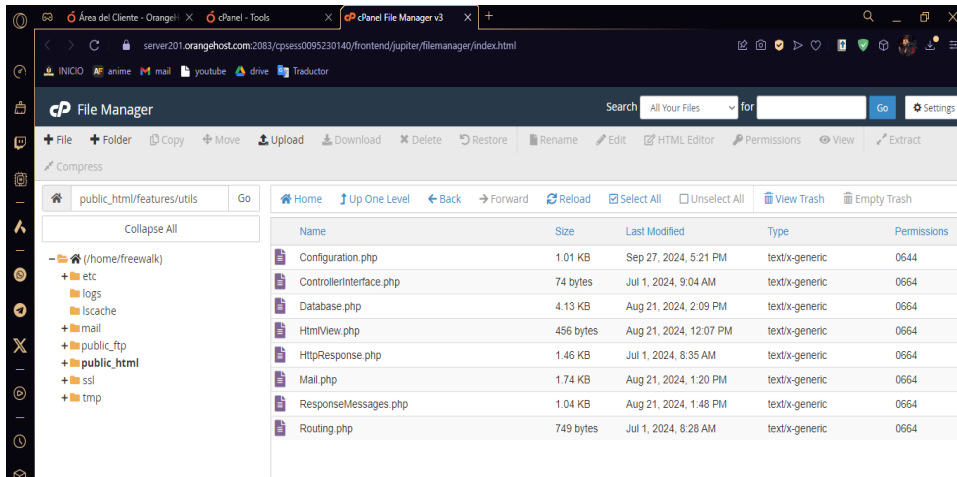 Área del Cliente - OrangeH
cPanel - Tools
cPanel File Manager v3
server201.orangehost.com:2083/cpsess0095230140/frontend/jupiter/filemanager/index.html
INICIO AF anime mail youtube drive Traductor
cP File Manager
Search All Your Files for Go Settings
File Folder Copy Move Upload Download Delete Restore Rename Edit HTML Editor Permissions View Extract
Compress
public_html/features/utils Go
Home Up One Level Back Forward Reload Select All Unselect All View Trash Empty Trash
Collapse All
(/home/freewalk)
etc
logs
lscache
mail
public_ftp
public_html
ssl
tmp
Name Size Last Modified Type Permissions
Configuration.php 1.01 KB Sep 27, 2024, 5:21 PM text/x-generic 0644
ControllerInterface.php 74 bytes Jul 1, 2024, 9:04 AM text/x-generic 0664
Database.php 4.13 KB Aug 21, 2024, 2:09 PM text/x-generic 0664
HtmlView.php 456 bytes Aug 21, 2024, 12:07 PM text/x-generic 0664
HttpResponse.php 1.46 KB Jul 1, 2024, 8:35 AM text/x-generic 0664
Mail.php 1.74 KB Aug 21, 2024, 1:20 PM text/x-generic 0664
ResponseMessages.php 1.04 KB Aug 21, 2024, 1:48 PM text/x-generic 0664
Routing.php 749 bytes Jul 1, 2024, 8:28 AM text/x-generic 0664